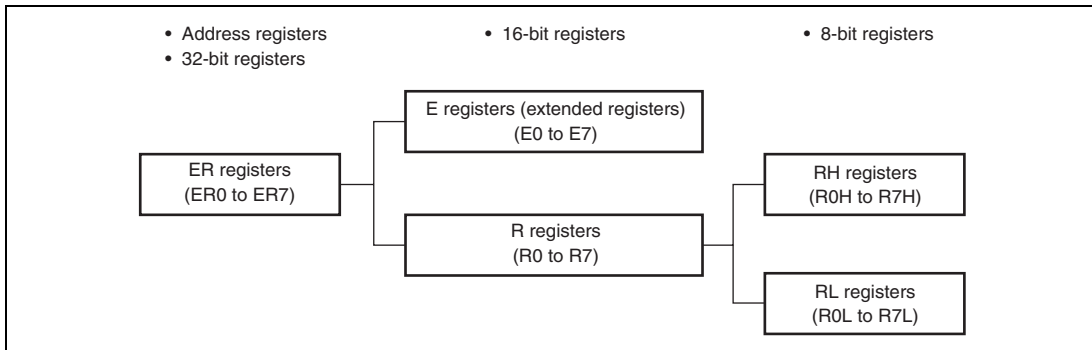 • Address registers
• 32-bit registers
• 16-bit registers
• 8-bit registers
E registers (extended registers)
(E0 to E7)
ER registers
(ER0 to ER7)
RH registers
(R0H to R7H)
R registers
(R0 to R7)
RL registers
(R0L to R7L)